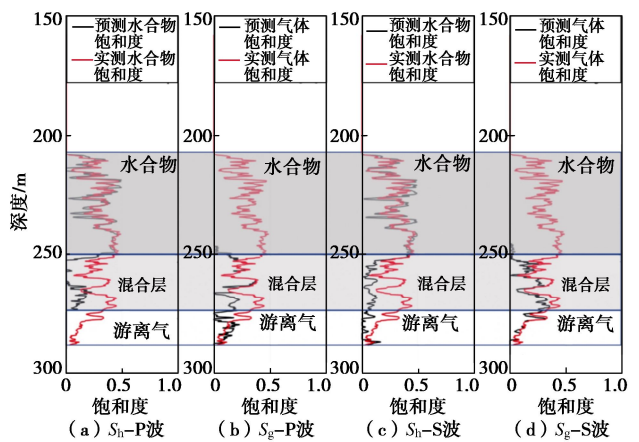 150 150 150 150
预测水合物 预测气体 预测水合物 预测气体
饱和度 饱和度 饱和度 饱和度
实测水合物 实测气体 实测水合物 实测气体
饱和度 饱和度 饱和度 饱和度
200 200 200 200
水合物 水合物 水合物 水合物
深度/m
250 250 250 250
混合层 混合层 混合层 混合层
游离气 游离气 游离气 游离气
300 300 300 300
0 0.5 1.0 0 0.5 1.0 0 0.5 1.0 0 0.5 1.0
饱和度 饱和度 饱和度 饱和度
(a) Sh-P波 (b) Sg-P波 (c) Sh-S波 (d) Sg-S波